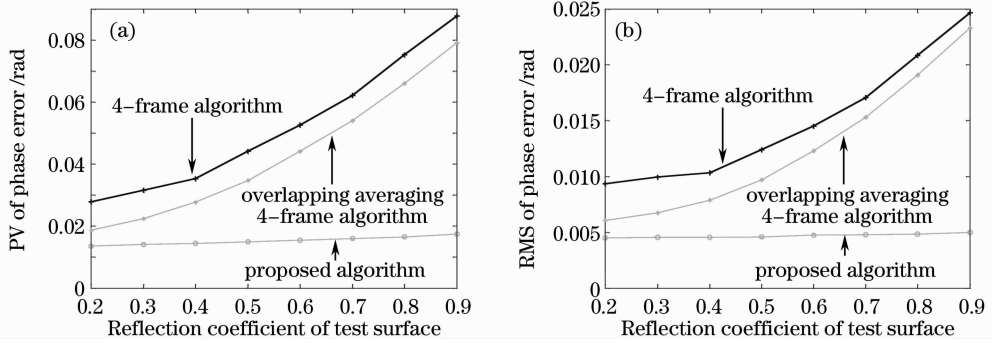 (a)
PV of phase error /rad
0.08
0.06
0.04
0.02
0
4-frame algorithm
overlapping averaging
4-frame algorithm
proposed algorithm
0.2 0.3 0.4 0.5 0.6 0.7 0.8 0.9
Reflection coefficient of test surface
(b)
RMS of phase error /rad
0.025
0.020
0.015
0.010
0.005
0
4-frame algorithm
overlapping averaging
4-frame algorithm
proposed algorithm
0.2 0.3 0.4 0.5 0.6 0.7 0.8 0.9
Reflection coefficient of test surface